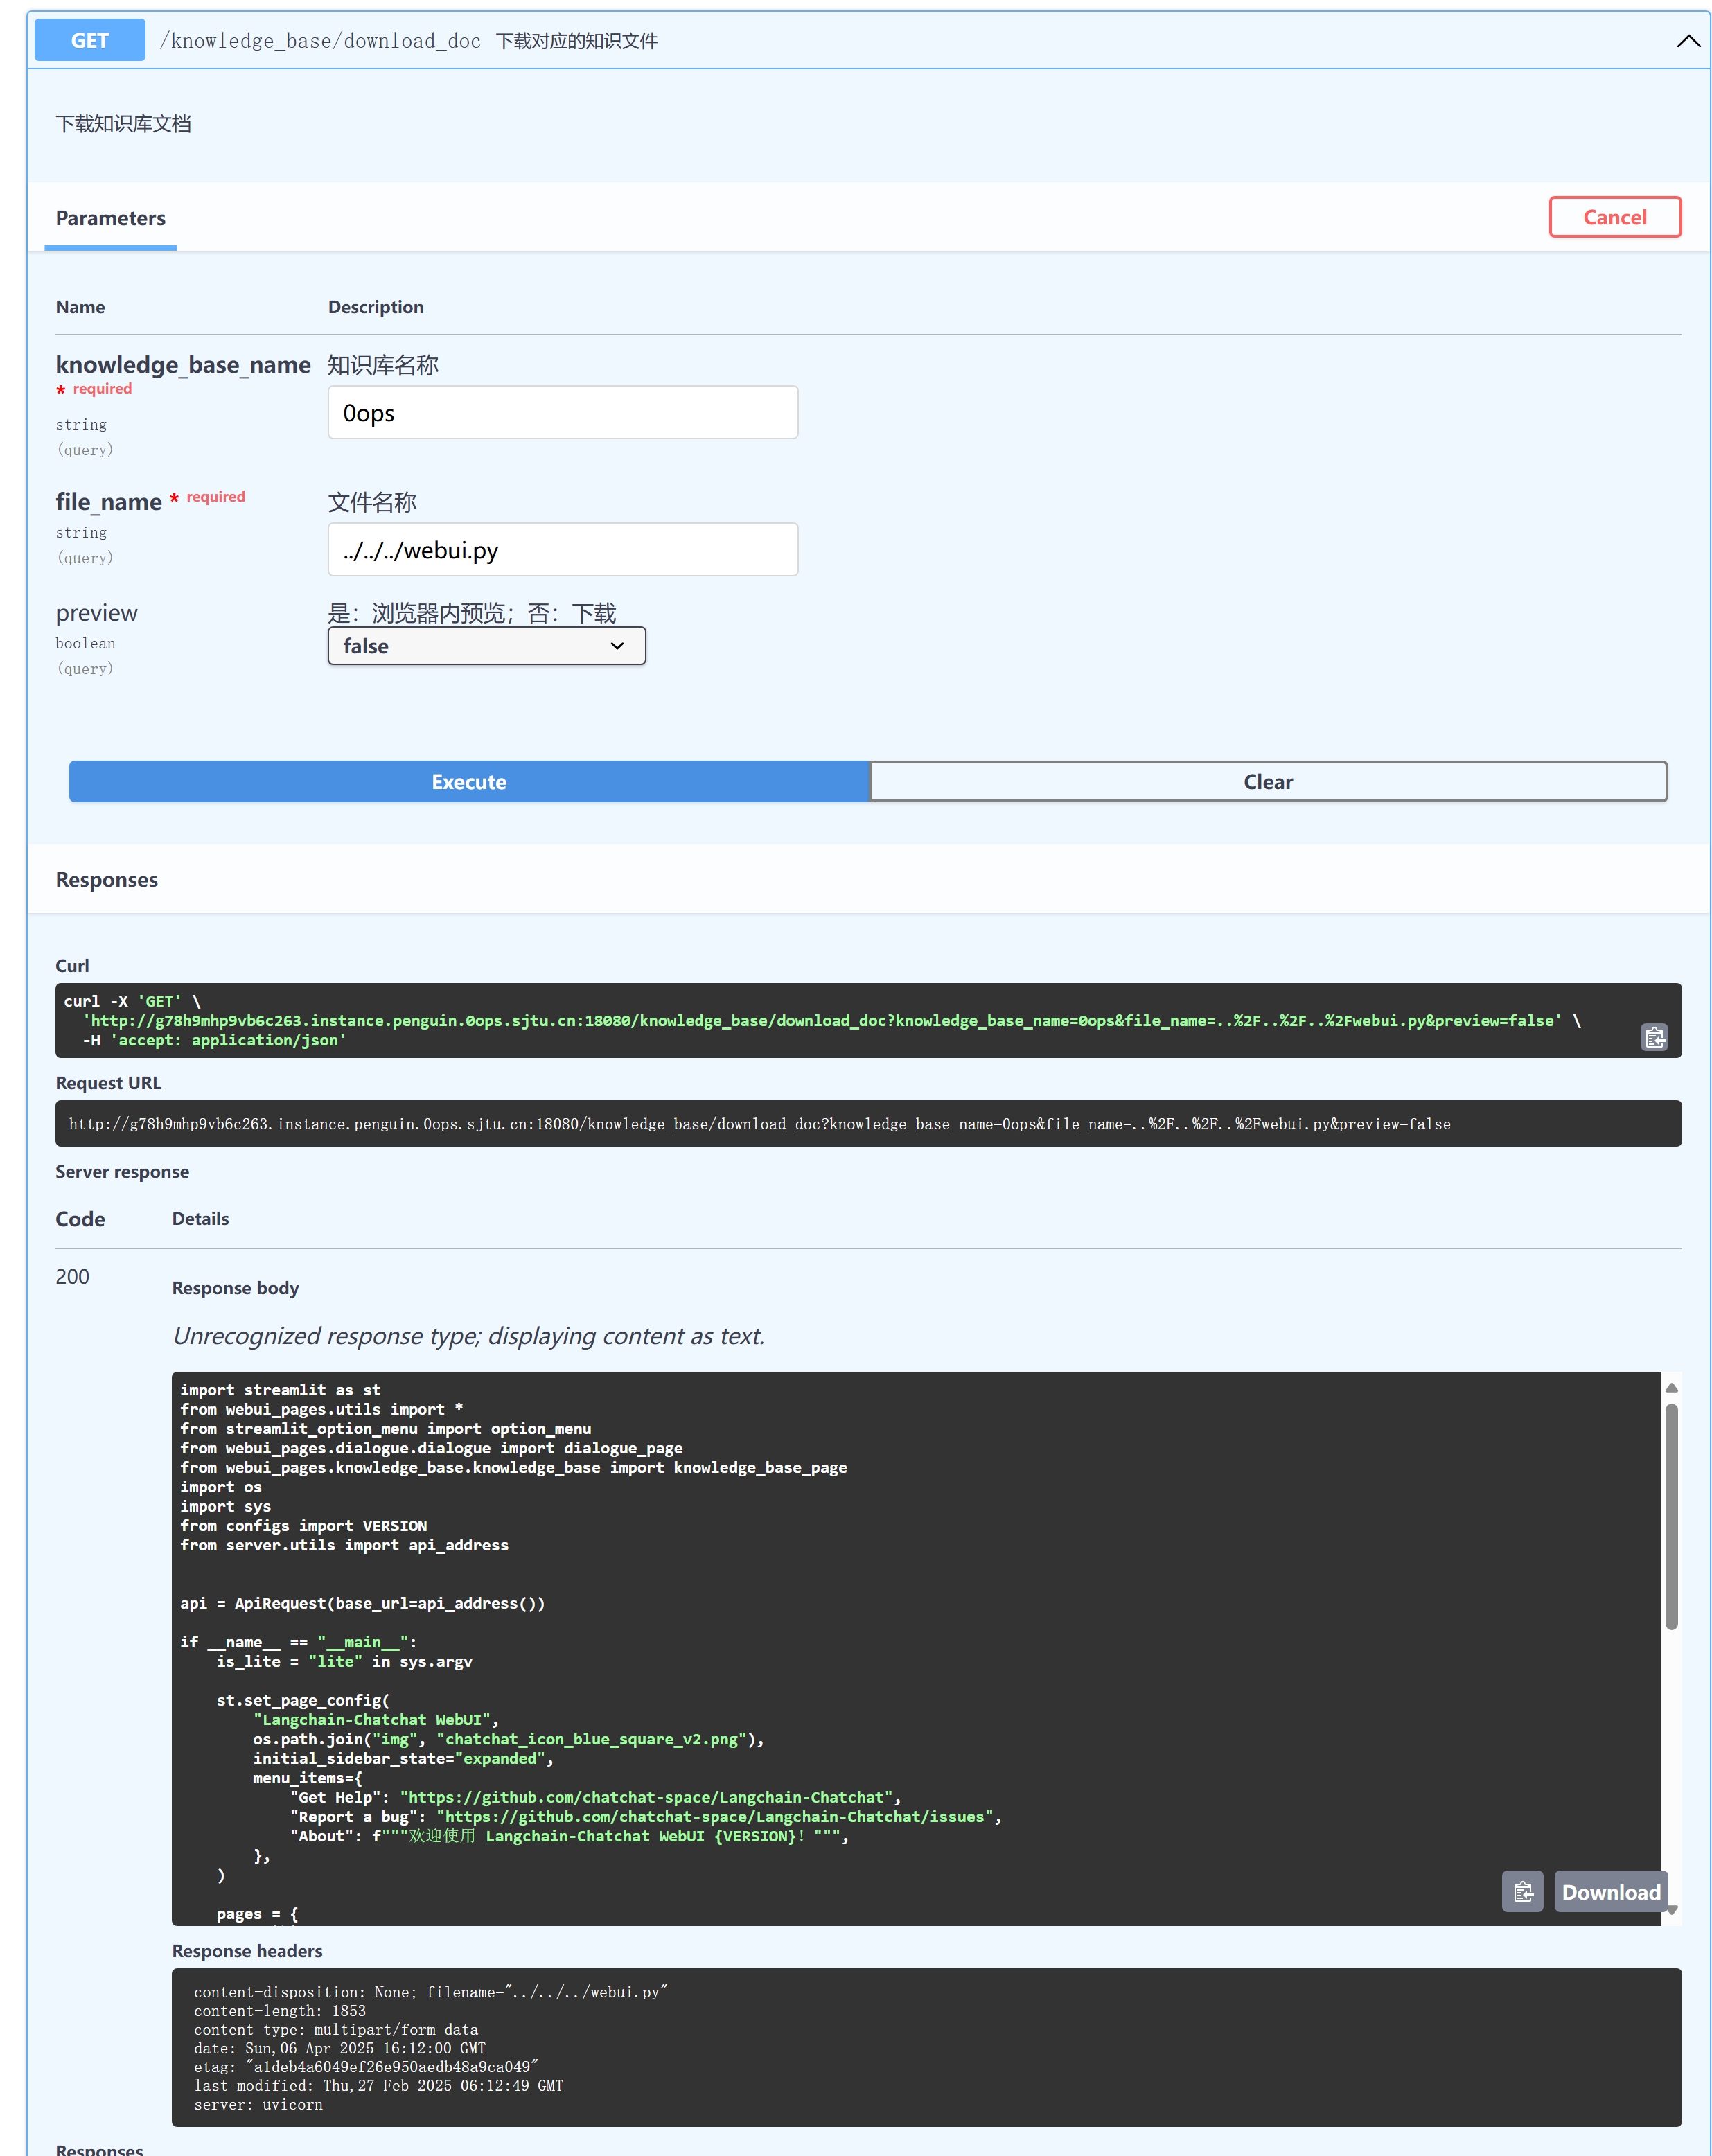 GET /knowledge_base/download_doc 下载对应的知识文件
下载知识库文档
Parameters
Cancel
Name Description
knowledge_base_name 知识库名称
* required
0ops
string
(query)
file_name * required 文件名称
string
../../../webui.py
(query)
preview 是：浏览器内预览；否：下载
boolean
false
(query)
Execute Clear
Responses
Curl
curl -X 'GET' \
'http://g78h9mhp9vb6c263.instance.penguin.0ops.sjtu.cn:18080/knowledge_base/download_doc?knowledge_base_name=0ops&file_name=..%2F..%2F..%2Fwebui.py&preview=false' \
-H 'accept: application/json'
Request URL
http://g78h9mhp9vb6c263.instance.penguin.0ops.sjtu.cn:18080/knowledge_base/download_doc?knowledge_base_name=0ops&file_name=..%2F..%2F..%2Fwebui.py&preview=false
Server response
Code Details
200
Response body
Unrecognized response type; displaying content as text.
import streamlit as st
from webui_pages.utils import *
from streamlit_option_menu import option_menu
from webui_pages.dialogue.dialogue import dialogue_page
from webui_pages.knowledge_base.knowledge_base import knowledge_base_page
import os
import sys
from configs import VERSION
from server.utils import api_address
api = ApiRequest(base_url=api_address())
if __name__ == "__main__":
is_lite = "lite" in sys.argv
st.set_page_config(
"Langchain-Chatchat WebUI",
os.path.join("img", "chatchat_icon_blue_square_v2.png"),
initial_sidebar_state="expanded",
menu_items={
"Get Help": "https://github.com/chatchat-space/Langchain-Chatchat",
"Report a bug": "https://github.com/chatchat-space/Langchain-Chatchat/issues",
"About": f"""欢迎使用 Langchain-Chatchat WebUI {VERSION}！""",
},
)
pages = {
Download
Response headers
content-disposition: None; filename="../../../webui.py"
content-length: 1853
content-type: multipart/form-data
date: Sun,06 Apr 2025 16:12:00 GMT
etag: "a1deb4a6049ef26e950aedb48a9ca049"
last-modified: Thu,27 Feb 2025 06:12:49 GMT
server: uvicorn
Responses